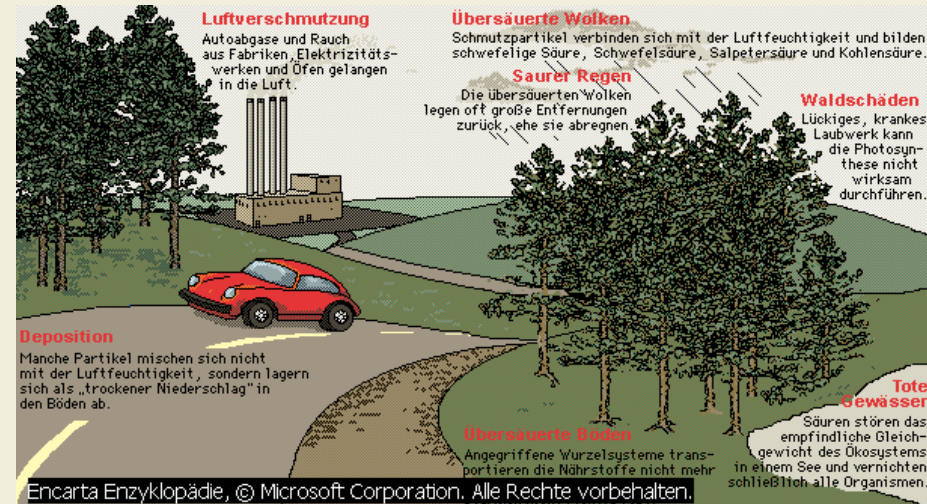 Luftverschmutzung
Autoabgase und Rauch
aus Fabriken, Elektrizitäts-
werken und Öfen gelangen
in die Luft.
Übersäuerte Wolken
Schmutzpartikel verbinden sich mit der Luftfeuchtigkeit und bilden
schwefelige Säure, Schwefelsäure, Salpetersäure und Kohlensäure.
Saurer Regen
Die übersäuerten Wolken
legen oft große Entfernungen
zurück, ehe sie abregnen.
Waldschäden
Lückiges, krankes
Laubwerk kann
die Photosyn-
these nicht
wirksam
durchführen.
Deposition
Manche Partikel mischen sich nicht
mit der Luftfeuchtigkeit, sondern lagern
sich als „trockener Niederschlag" in
den Böden ab.
Übersäuerte Böden
Angegriffene Wurzelsysteme trans-
portieren die Nährstoffe nicht mehr
Tote
Gewässer
Säuren stören das
empfindliche Gleich-
gewicht des Ökosystems
in einem See und vernichten
schließlich alle Organismen.
Encarta Enzyklopädie, © Microsoft Corporation. Alle Rechte vorbehalten.